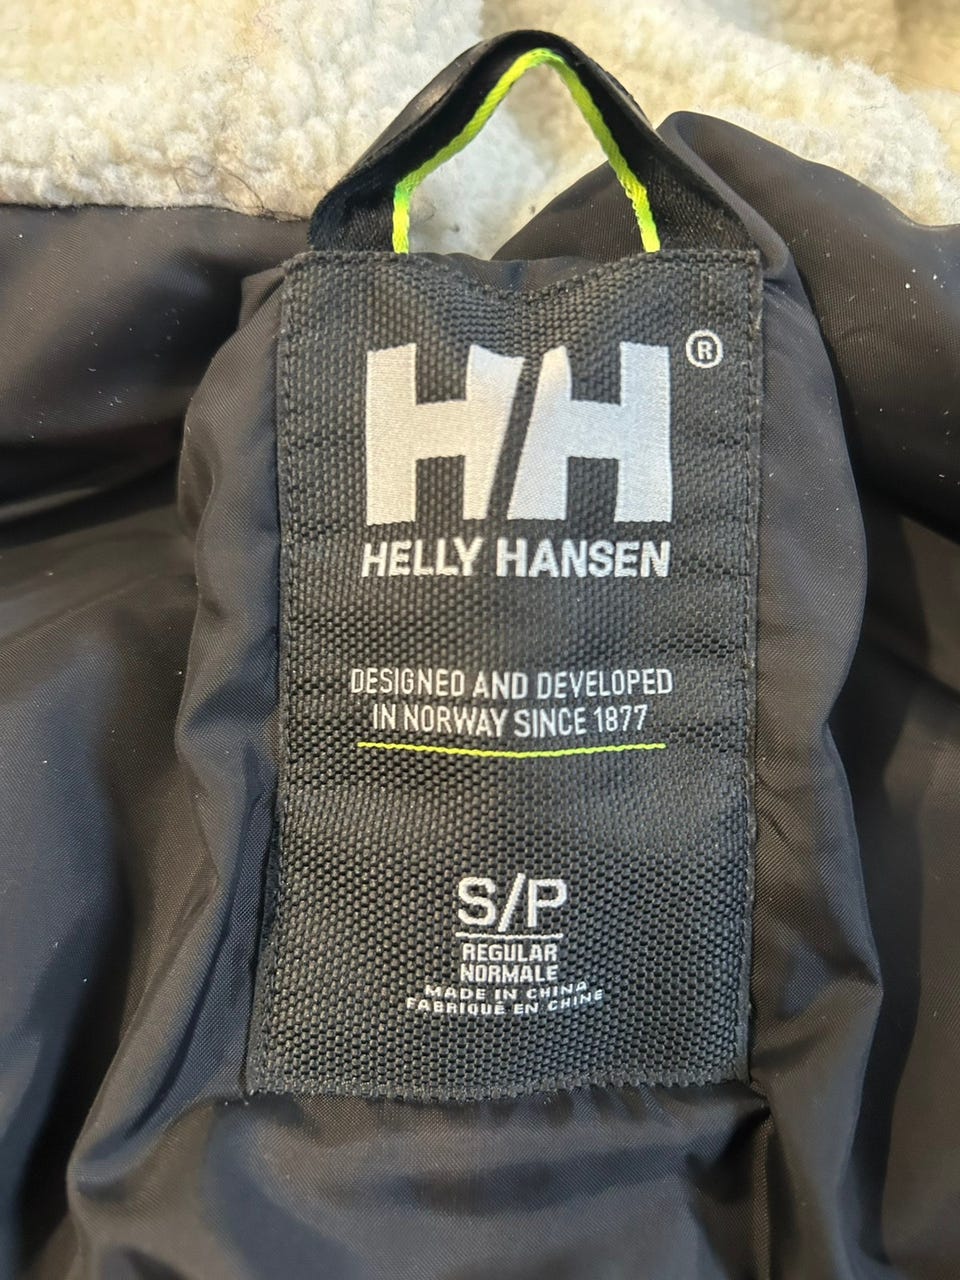 HH®
HELLY HANSEN
DESIGNED AND DEVELOPED
IN NORWAY SINCE 1877
S/P
REGULAR
NORMALE
MADE IN CHINA
FABRIQUÉ EN CHINE